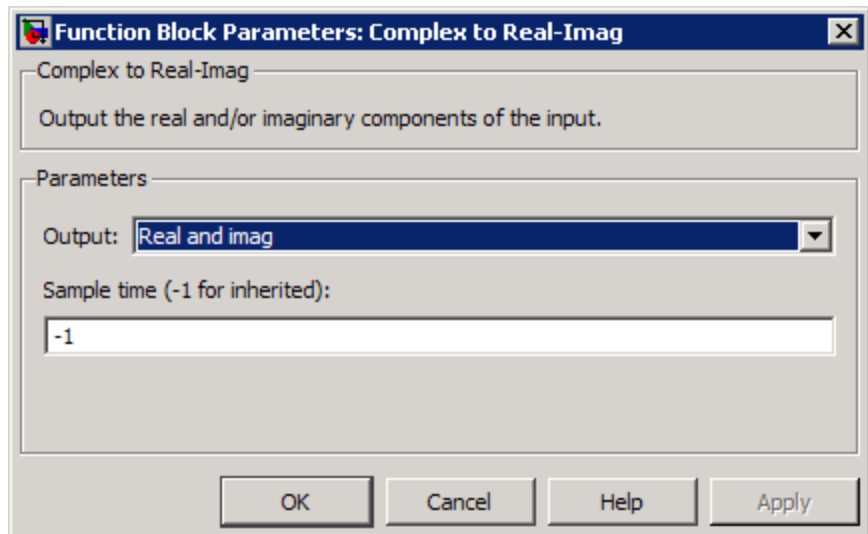 Function Block Parameters: Complex to Real-Imag
Complex to Real-Imag
Output the real and/or imaginary components of the input.
Parameters
Output: Real and imag
Sample time (-1 for inherited):
-1
OK Cancel Help Apply